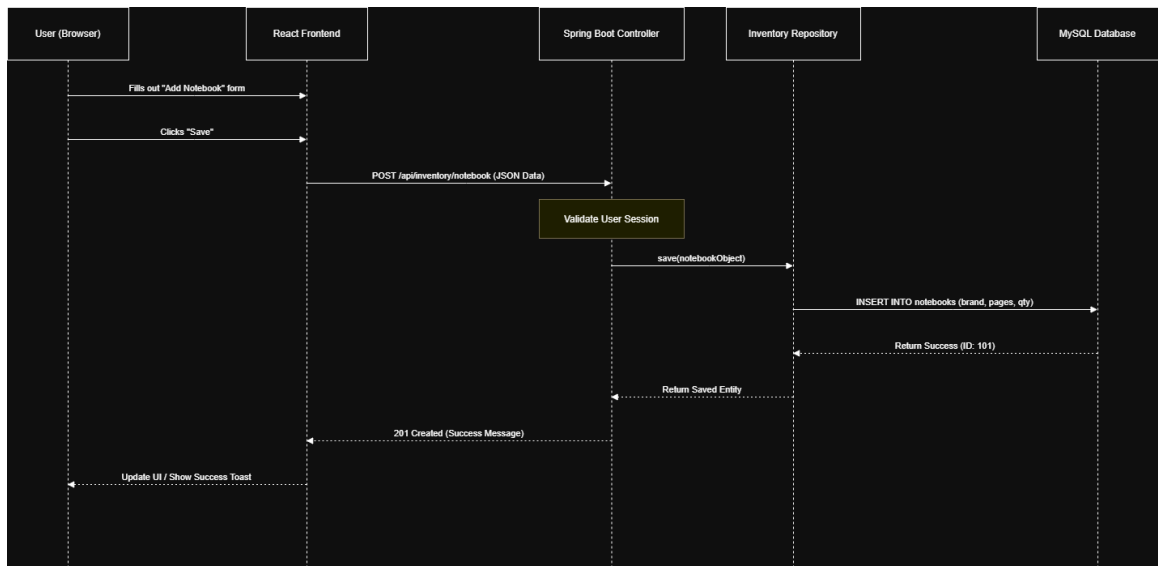 User (Browser)
React Frontend
Spring Boot Controller
Inventory Repository
MySQL Database
Fills out "Add Notebook" form
Clicks "Save"
POST /api/inventory/notebook (JSON Data)
Validate User Session
save(notebookObject)
INSERT INTO notebooks (brand, pages, qty)
Return Success (ID: 101)
Return Saved Entity
201 Created (Success Message)
Update UI / Show Success Toast